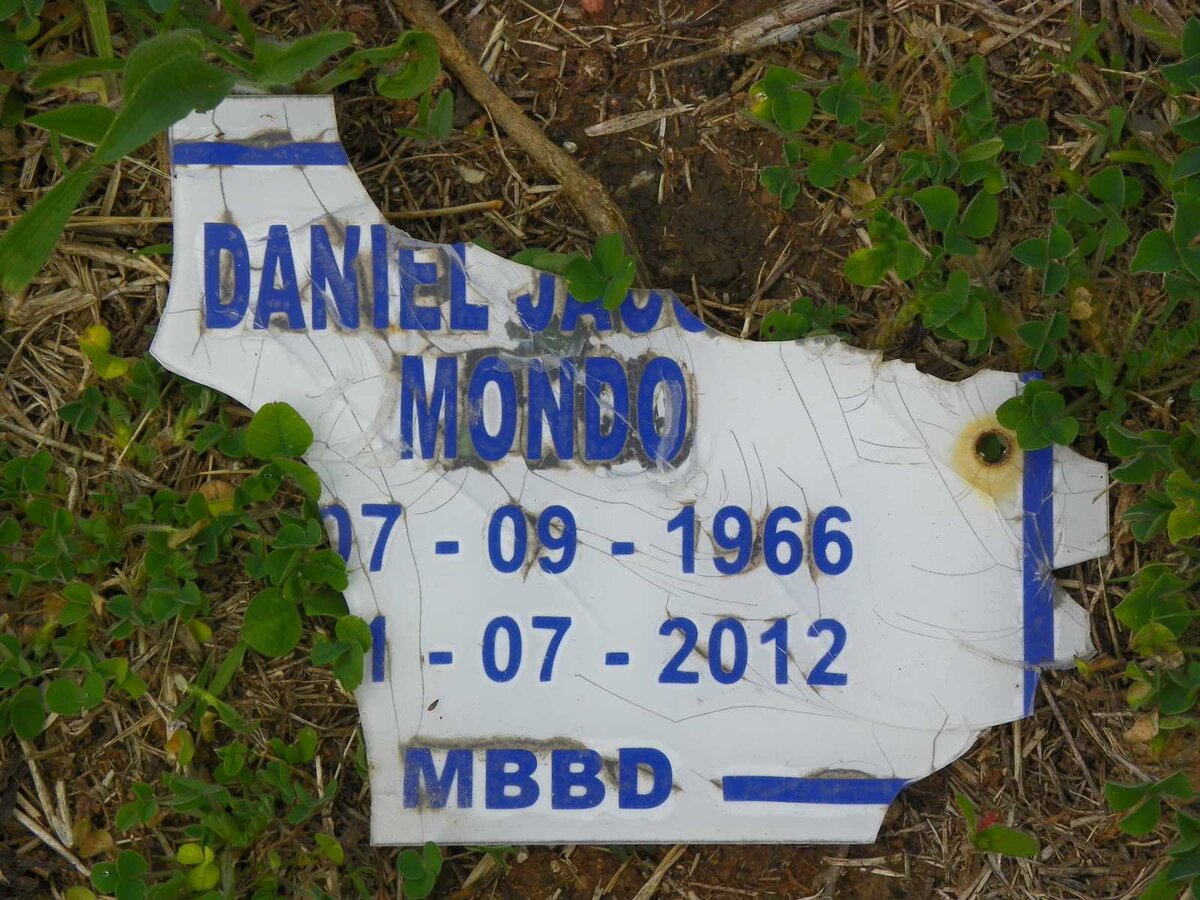 DANIEL
MONDO
07 - 09 - 1966
1 - 07 - 2012
MBBD